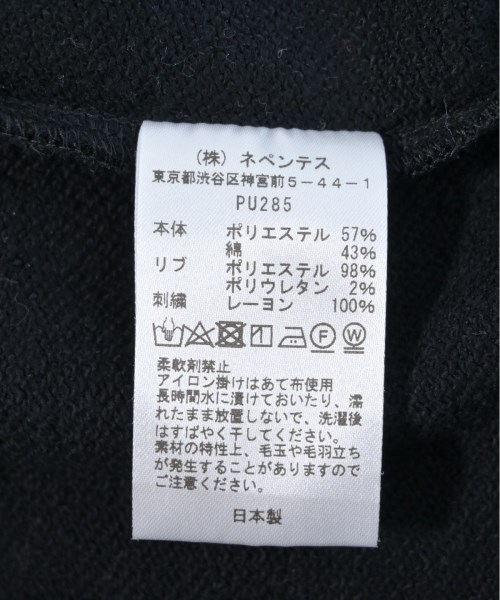 （株）ネペンテス
東京都渋谷区神宮前５－４４－１
PU285
本体 ポリエステル 57%
綿 43%
リブ ポリエステル 98%
ポリウレタン 2%
刺繍 レーヨン 100%
F W
柔軟剤禁止
アイロン掛けはあて布使用
長時間水に漬けておいたり、濡
れたまま放置しないで、洗濯後
はすばやく干してください。
素材の特性上、毛玉や毛羽立ち
が発生することがありますので
ご注意ください。
日本製